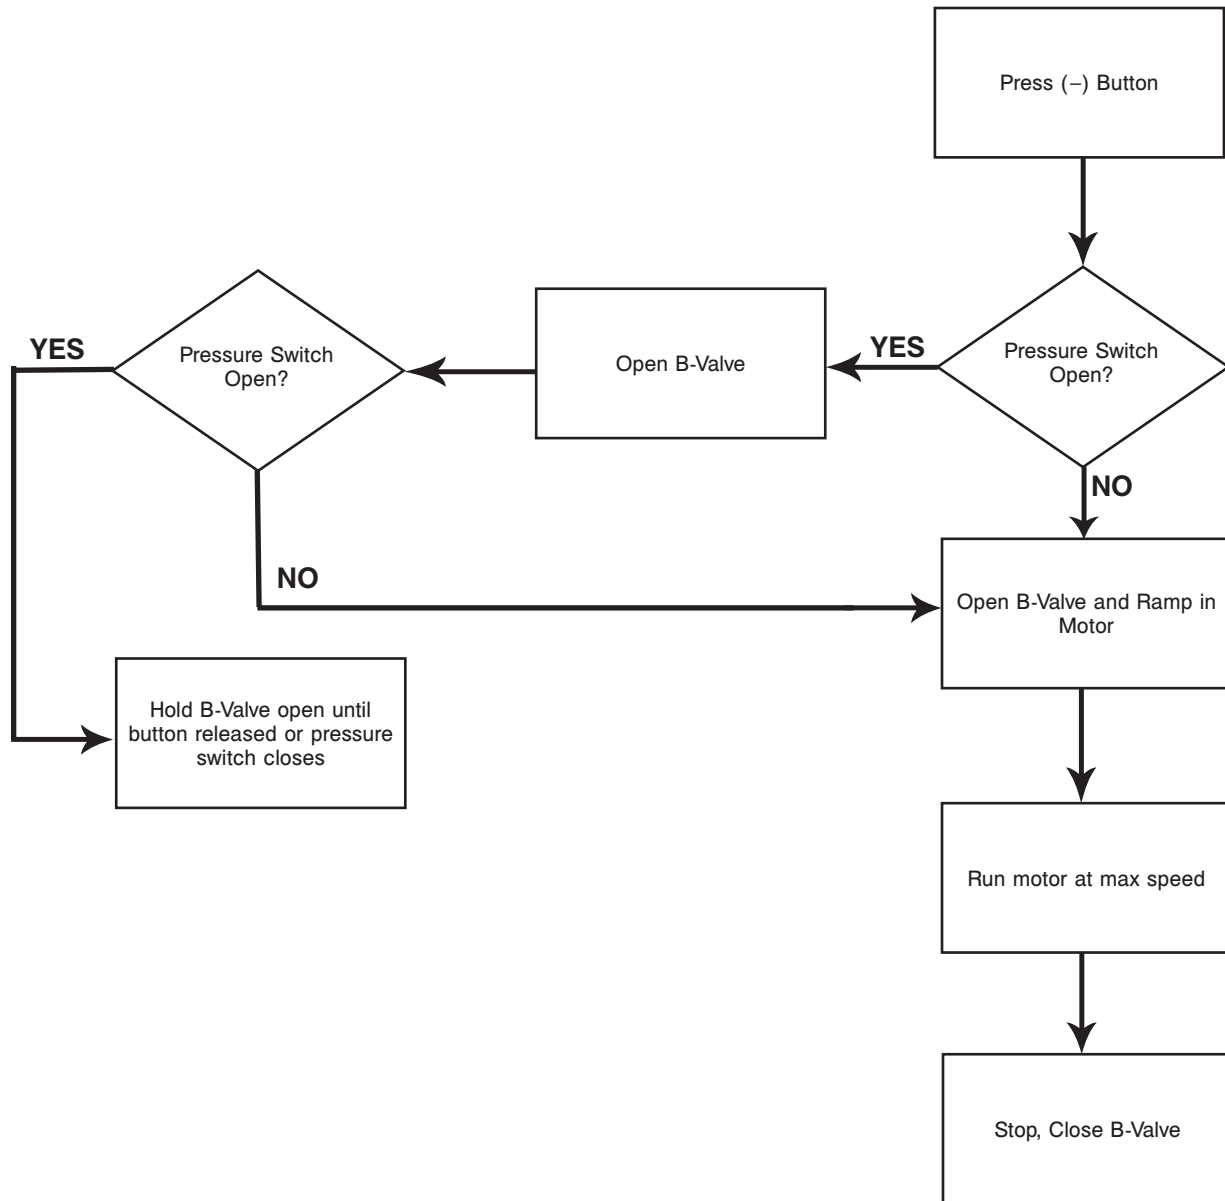 Press (–) Button
Pressure Switch
Open?
YES
Open B-Valve
YES
Pressure Switch
Open?
NO
NO
Open B-Valve and Ramp in
Motor
Hold B-Valve open until
button released or pressure
switch closes
Run motor at max speed
Stop, Close B-Valve